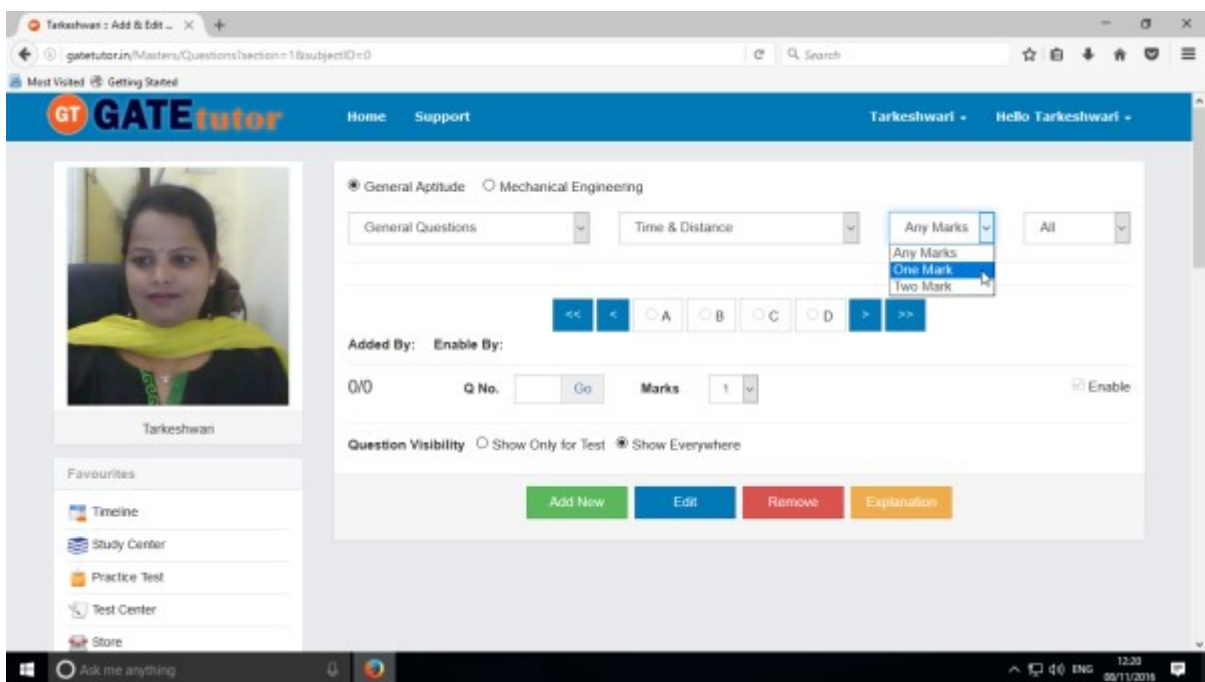 Tarkeshwari :: Add & Edit ...
gatetutor.in/Masters/Questions?section=1&subjectID=0
Search
Most Visited Getting Started
GT GATEtutor
Home Support Tarkeshwari Hello Tarkeshwari
General Aptitude Mechanical Engineering
General Questions Time & Distance Any Marks All
Any Marks
One Mark
Two Mark
<< < A B C D > >>
Added By: Enable By:
0/0 Q No. Go Marks 1 Enable
Question Visibility Show Only for Test Show Everywhere
Add New Edit Remove Explanation
Tarkeshwari
Favourites
Timeline
Study Center
Practice Test
Test Center
Store
Ask me anything
ENG
12:20
08/11/2016